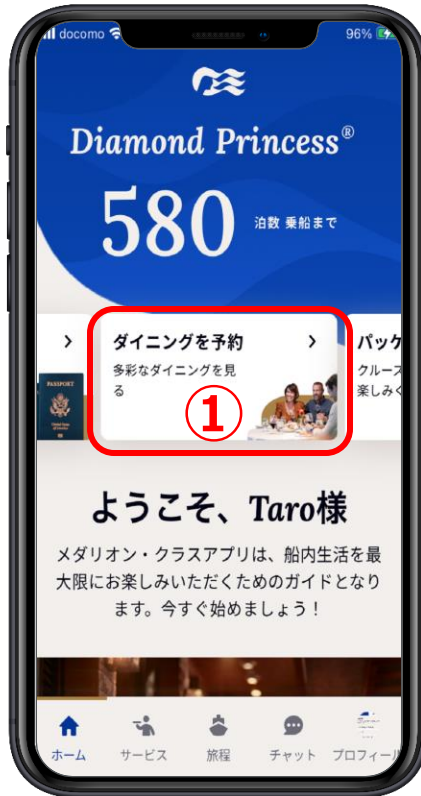 docomo 96%
Diamond Princess®
580 泊数 乗船まで
ダイニングを予約
多彩なダイニングを見
る
①
PASSPORT
パッケ
クルーズ
楽しみく
ようこそ、Taro様
メダリオン・クラスアプリは、船内生活を最
大限にお楽しみいただくためのガイドとなり
ます。今すぐ始めましょう！
ホーム サービス 旅程 チャット プロフィール